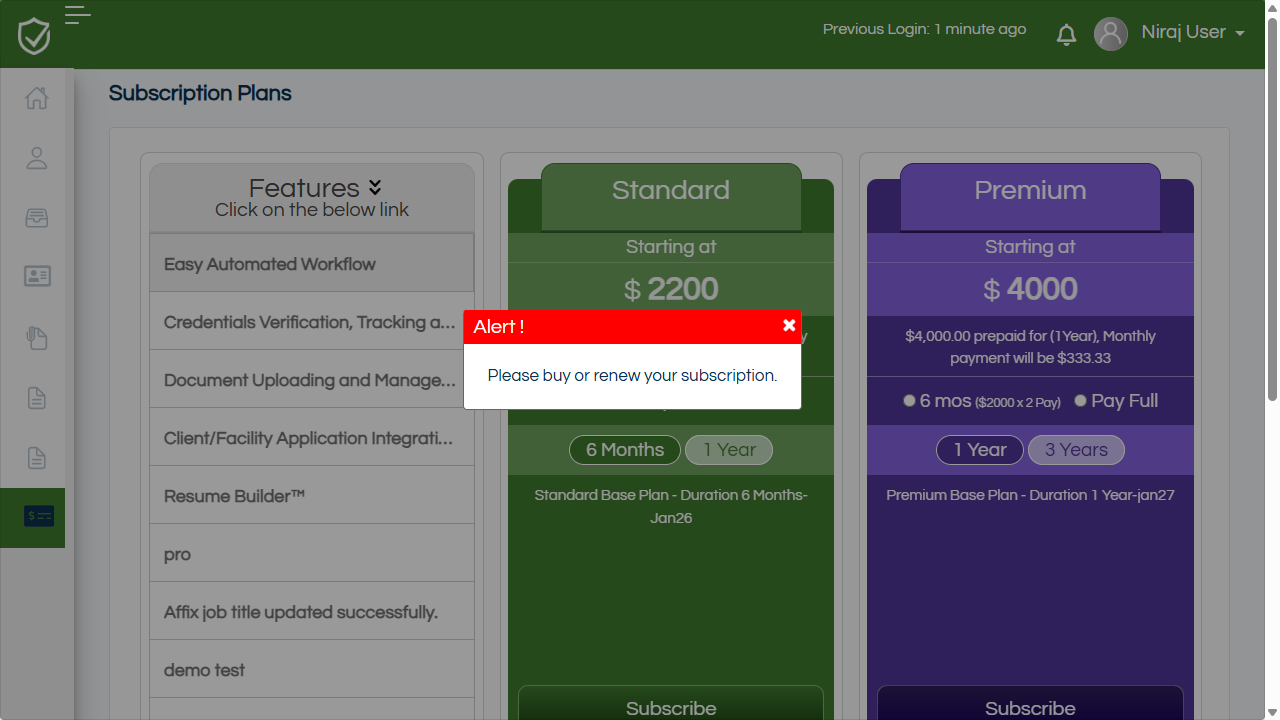 Previous Login: 1 minute ago
Niraj User
Subscription Plans
Features
Click on the below link
Easy Automated Workflow
Credentials Verification, Tracking a...
Document Uploading and Manage...
Client/Facility Application Integrati...
Resume Builder™
pro
Affix job title updated successfully.
demo test
Standard
Starting at
$ 2200
6 Months
1 Year
Standard Base Plan - Duration 6 Months-
Jan26
Subscribe
Premium
Starting at
$ 4000
$4,000.00 prepaid for (1Year), Monthly
payment will be $333.33
6 mos ($2000 x 2 Pay) Pay Full
1 Year
3 Years
Premium Base Plan - Duration 1 Year-jan27
Subscribe
Alert !
Please buy or renew your subscription.